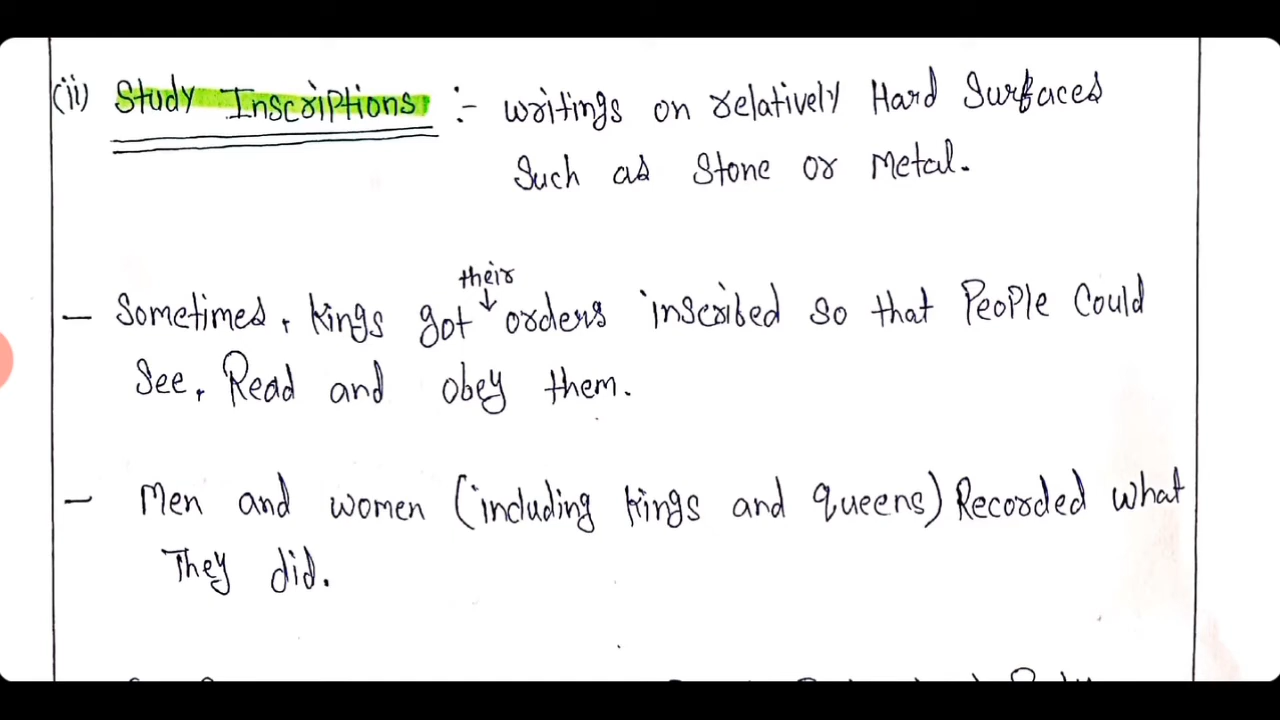 (ii) Study Inscriptions :- writings on relatively Hard Surfaces
Such as Stone or Metal.
their
– Sometimes, kings got orders inscribed so that People Could
See, Read and obey them.
– Men and women (including kings and queens) Recorded what
They did.